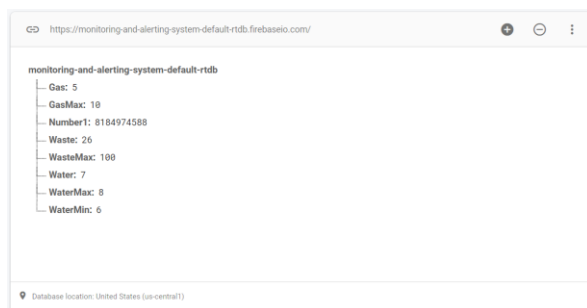 https://monitoring-and-alerting-system-default-rtdb.firebaseio.com/
monitoring-and-alerting-system-default-rtdb
Gas: 5
GasMax: 10
Number1: 8184974588
Waste: 26
WasteMax: 100
Water: 7
WaterMax: 8
WaterMin: 6
Database location: United States (us-central1)